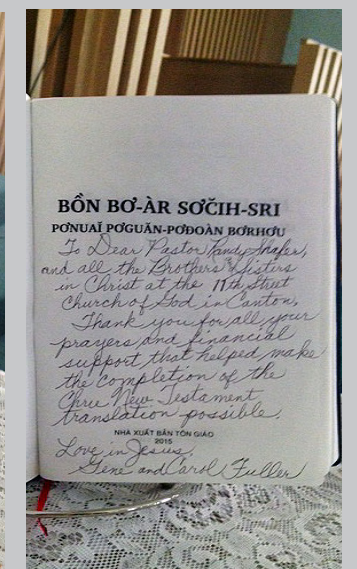 BỒN BƠ-ÀR SƠČIH-SRI
PƠNUAĬ PƠGUĂN-PƠĐOÀN BƠRHƠU
To Dear Pastor Randy Shafer,
and all the Brothers & Sisters
in Christ at the 11th Street
Church of God in Canton,
Thank you for all your
prayers and financial
support that helped make
the completion of the
Chru New Testament
translation possible.
NHÀ XUẤT BẢN TÔN GIÁO
2015
Love in Jesus,
Gene and Carol Fuller